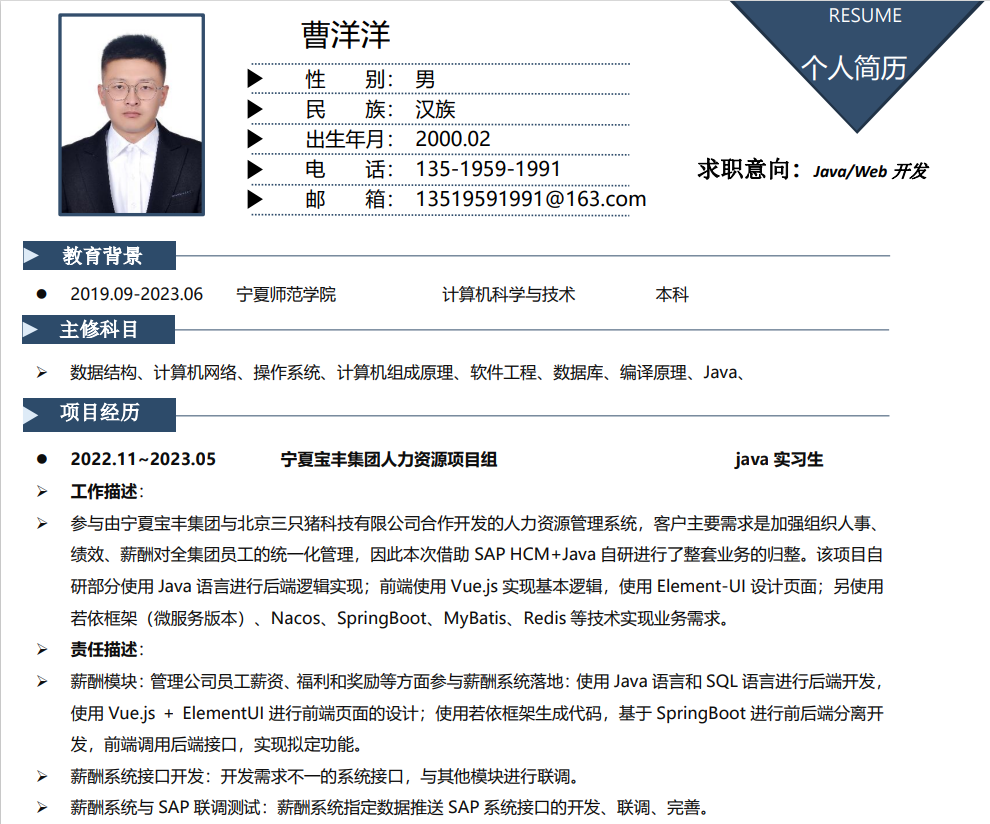 曹洋洋
RESUME
个人简历
性 别： 男
民 族： 汉族
出生年月： 2000.02
电 话： 135-1959-1991
邮 箱： 13519591991@163.com
求职意向：Java/Web 开发
教育背景
2019.09-2023.06 宁夏师范学院 计算机科学与技术 本科
主修科目
数据结构、计算机网络、操作系统、计算机组成原理、软件工程、数据库、编译原理、Java、
项目经历
2022.11~2023.05 宁夏宝丰集团人力资源项目组 java 实习生
工作描述：
参与由宁夏宝丰集团与北京三只猪科技有限公司合作开发的人力资源管理系统，客户主要需求是加强组织人事、
绩效、薪酬对全集团员工的统一化管理，因此本次借助 SAP HCM+Java 自研进行了整套业务的归整。该项目自
研部分使用 Java 语言进行后端逻辑实现；前端使用 Vue.js 实现基本逻辑，使用 Element-UI 设计页面；另使用
若依框架（微服务版本）、Nacos、SpringBoot、MyBatis、Redis 等技术实现业务需求。
责任描述：
薪酬模块：管理公司员工薪资、福利和奖励等方面参与薪酬系统落地：使用 Java 语言和 SQL 语言进行后端开发，
使用 Vue.js + ElementUI 进行前端页面的设计；使用若依框架生成代码，基于 SpringBoot 进行前后端分离开
发，前端调用后端接口，实现拟定功能。
薪酬系统接口开发：开发需求不一的系统接口，与其他模块进行联调。
薪酬系统与 SAP 联调测试：薪酬系统指定数据推送 SAP 系统接口的开发、联调、完善。